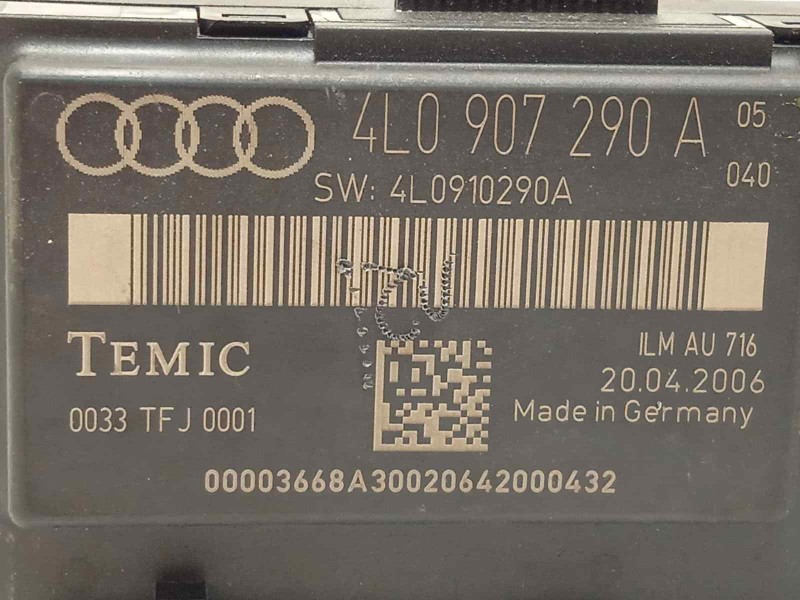 4L0 907 290 A 05
040
SW: 4L0910290A
TEMIC
ILM AU 716
20.04.2006
0033 TFJ 0001
Made in Germany
00003668A30020642000432